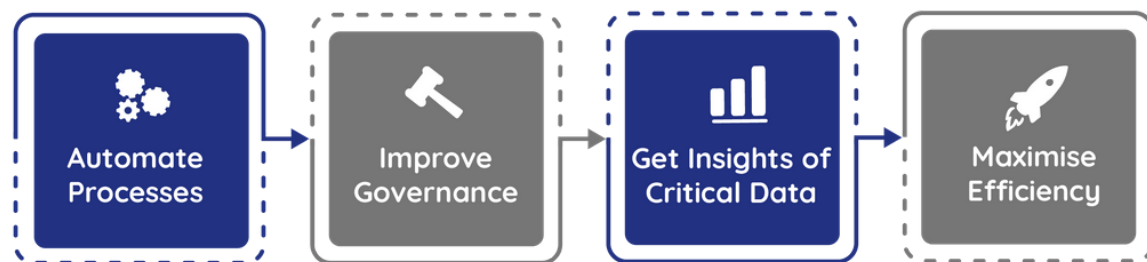 Automate
Processes
Improve
Governance
Get Insights of
Critical Data
Maximise
Efficiency